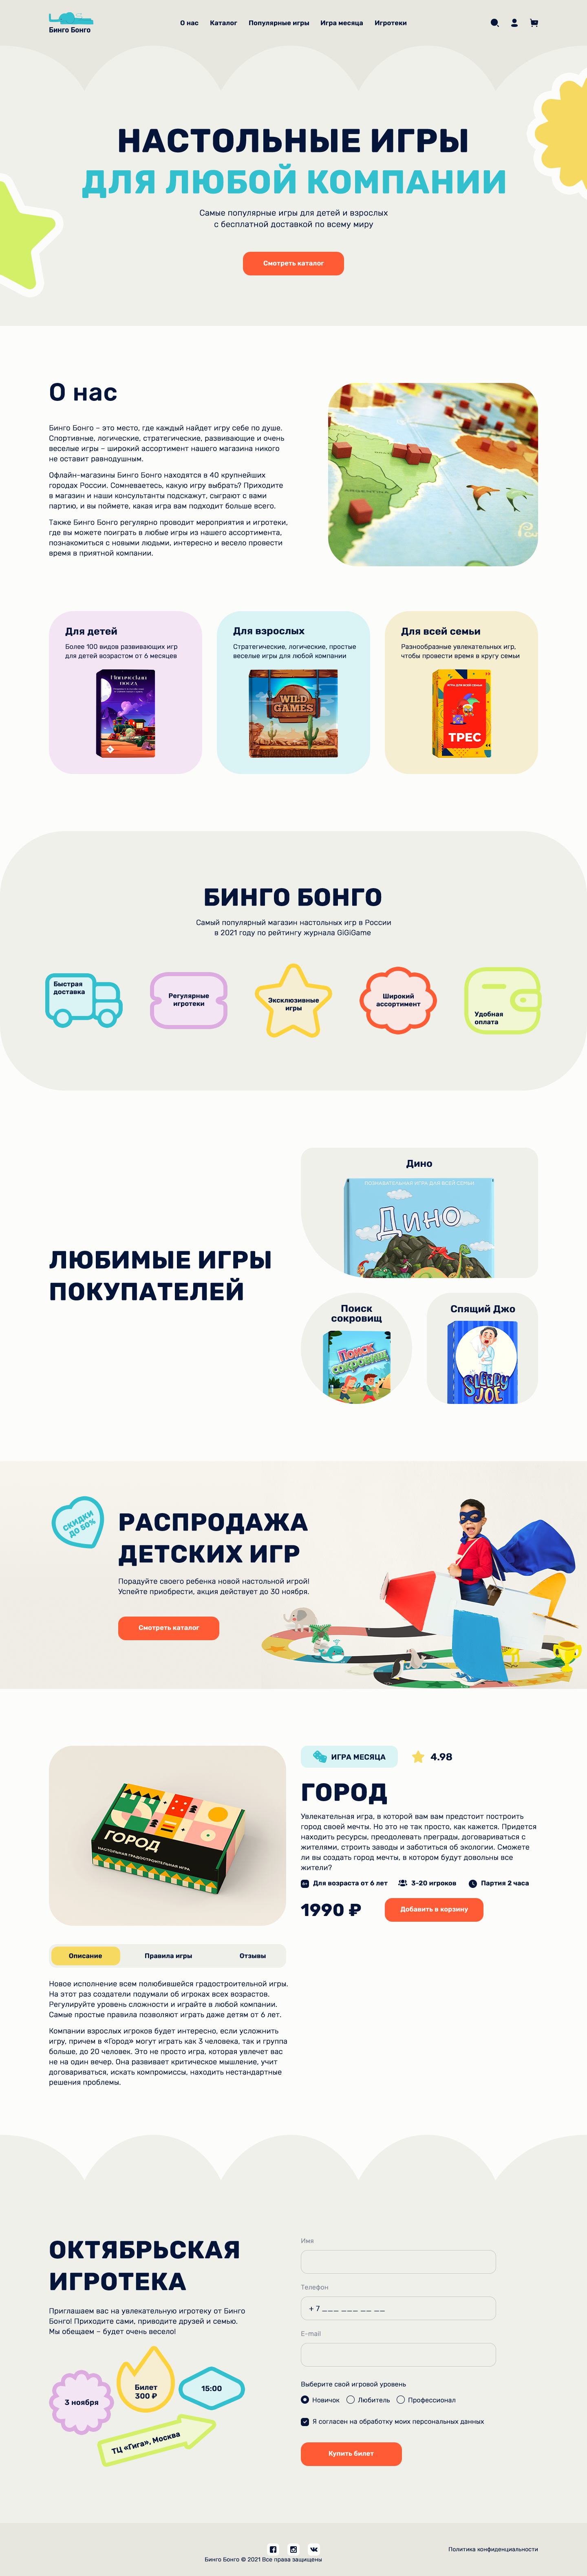 Бинго Бонго
О нас
Каталог
Популярные игры
Игра месяца
Игротеки
НАСТОЛЬНЫЕ ИГРЫ
ДЛЯ ЛЮБОЙ КОМПАНИИ
Самые популярные игры для детей и взрослых
с бесплатной доставкой по всему миру
Смотреть каталог
О нас
Бинго Бонго – это место, где каждый найдет игру себе по душе.
Спортивные, логические, стратегические, развивающие и очень
веселые игры – широкий ассортимент нашего магазина никого
не оставит равнодушным.
Офлайн-магазины Бинго Бонго находятся в 40 крупнейших
городах России. Сомневаетесь, какую игру выбрать? Приходите
в магазин и наши консультанты подскажут, сыграют с вами
партию, и вы поймете, какая игра вам подходит больше всего.
Также Бинго Бонго регулярно проводит мероприятия и игротеки,
где вы можете поиграть в любые игры из нашего ассортимента,
познакомиться с новыми людьми, интересно и весело провести
время в приятной компании.
Для детей
Более 100 видов развивающих игр
для детей возрастом от 6 месяцев
Для взрослых
Стратегические, логические, простые
веселые игры для любой компании
WILD
GAMES
Для всей семьи
Разнообразные увлекательных игр,
чтобы провести время в кругу семьи
ТРЕС
БИНГО БОНГО
Самый популярный магазин настольных игр в России
в 2021 году по рейтингу журнала GiGiGame
Быстрая
доставка
Регулярные
игротеки
Эксклюзивные
игры
Широкий
ассортимент
Удобная
оплата
ЛЮБИМЫЕ ИГРЫ
ПОКУПАТЕЛЕЙ
Дино
ПОЗНАВАТЕЛЬНАЯ ИГРА ДЛЯ ВСЕЙ СЕМЬИ
Дино
Поиск
сокровищ
Поиск
сокровищ
Спящий Джо
SLEEPY
JOE
СКИДКИ
ДО 50%
РАСПРОДАЖА
ДЕТСКИХ ИГР
Порадуйте своего ребенка новой настольной игрой!
Успейте приобрести, акция действует до 30 ноября.
Смотреть каталог
ГОРОД
НАСТОЛЬНАЯ ГРАДОСТРОИТЕЛЬНАЯ ИГРА
ИГРА МЕСЯЦА
4.98
ГОРОД
Увлекательная игра, в которой вам вам предстоит построить
город своей мечты. Но это не так просто, как кажется. Придется
находить ресурсы, преодолевать преграды, договариваться с
жителями, строить заводы и заботиться об экологии. Сможете
ли вы создать город мечты, в котором будут довольны все
жители?
Для возраста от 6 лет
3-20 игроков
Партия 2 часа
1990 ₽
Добавить в корзину
Описание
Правила игры
Отзывы
Новое исполнение всем полюбившейся градостроительной игры.
На этот раз создатели подумали об игроках всех возрастов.
Регулируйте уровень сложности и играйте в любой компании.
Самые простые правила позволяют играть даже детям от 6 лет.
Компании взрослых игроков будет интересно, если усложнить
игру, причем в «Город» могут играть как 3 человека, так и группа
больше, до 20 человек. Это не просто игра, которая увлечет вас
не на один вечер. Она развивает критическое мышление, учит
договариваться, искать компромиссы, находить нестандартные
решения проблемы.
ОКТЯБРЬСКАЯ
ИГРОТЕКА
Приглашаем вас на увлекательную игротеку от Бинго
Бонго! Приходите сами, приводите друзей и семью.
Мы обещаем – будет очень весело!
3 ноября
Билет
300 ₽
15:00
ТЦ «Гига», Москва
Имя
Телефон
+ 7 ___ ___ __ __
E-mail
Выберите свой игровой уровень
Новичок
Любитель
Профессионал
Я согласен на обработку моих персональных данных
Купить билет
Политика конфиденциальности
Бинго Бонго © 2021 Все права защищены